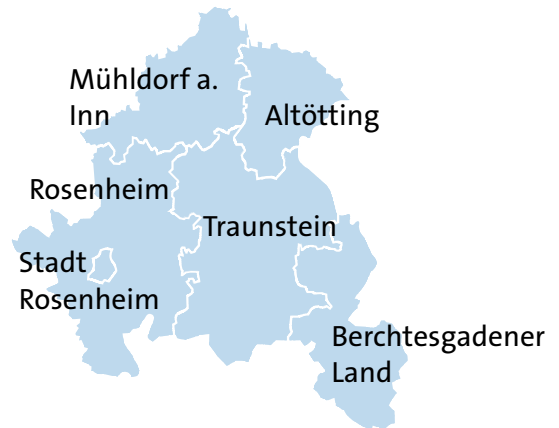 Mühldorf a.
Inn
Altötting
Rosenheim
Traunstein
Stadt
Rosenheim
Berchtesgadener
Land